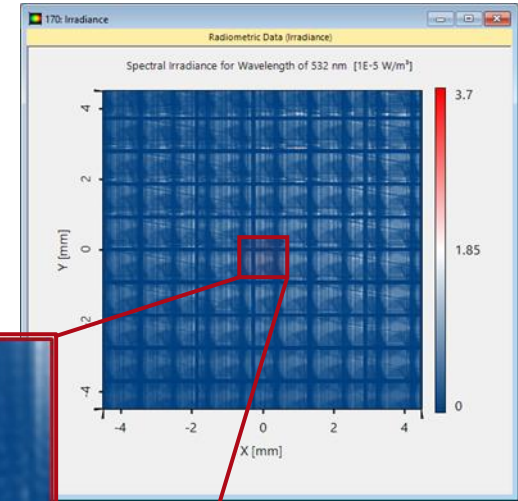 170: Irradiance
Radiometric Data (Irradiance)
Spectral Irradiance for Wavelength of 532 nm [1E-5 W/m³]
3.7
1.85
0
Y [mm]
4
2
0
-2
-4
-4 -2 0 2 4
X [mm]